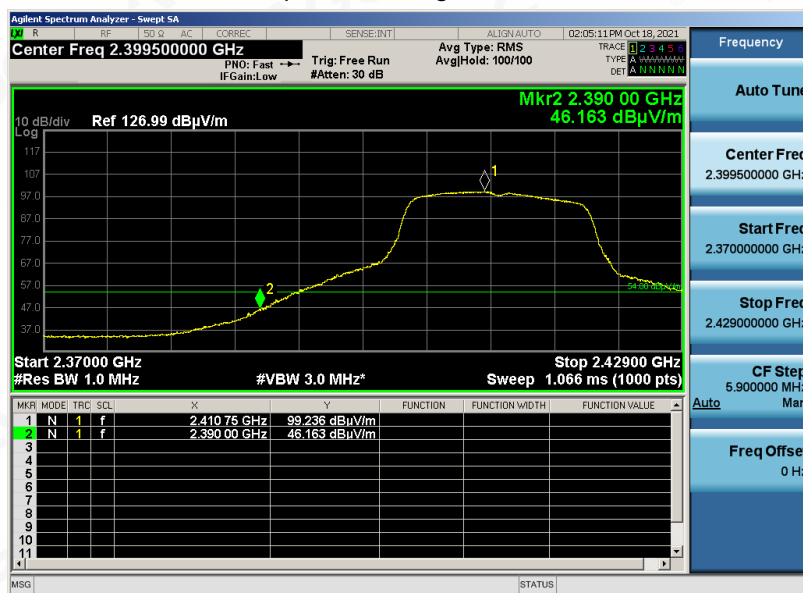 Agilent Spectrum Analyzer - Swept SA
LXI R RF 50 Ω AC CORREC SENSE:INT ALIGN AUTO 02:05:11 PM Oct 18, 2021
Center Freq 2.399500000 GHz
PNO: Fast
IFGain:Low
Trig: Free Run
#Atten: 30 dB
Avg Type: RMS
Avg|Hold: 100/100
TRACE 1 2 3 4 5 6
TYPE A WWWWW
DET A N N N N N
Mkr2 2.390 00 GHz
46.163 dBµV/m
10 dB/div Ref 126.99 dBµV/m
Log
117
107
97.0
87.0
77.0
67.0
57.0
47.0
37.0
1
2
54.00 dBµV/m
Start 2.37000 GHz Stop 2.42900 GHz
#Res BW 1.0 MHz #VBW 3.0 MHz* Sweep 1.066 ms (1000 pts)
MKR MODE TRC SCL X Y FUNCTION FUNCTION WIDTH FUNCTION VALUE
1 N 1 f 2.410 75 GHz 99.236 dBµV/m
2 N 1 f 2.390 00 GHz 46.163 dBµV/m
3
4
5
6
7
8
9
10
11
MSG STATUS
Frequency
Auto Tune
Center Freq
2.399500000 GHz
Start Freq
2.370000000 GHz
Stop Freq
2.429000000 GHz
CF Step
5.900000 MHz
Auto Man
Freq Offset
0 Hz